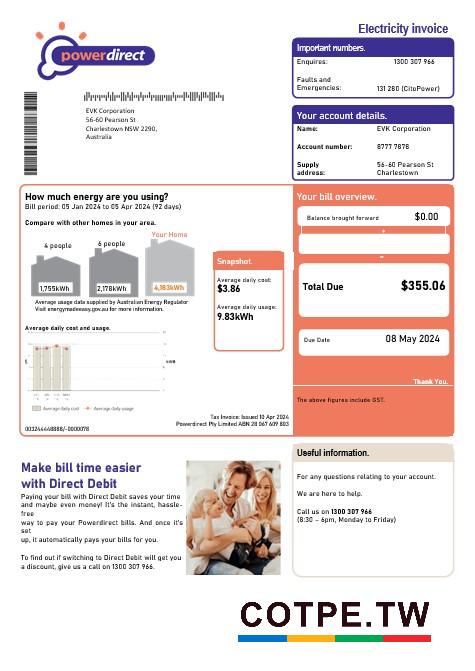 Electricity invoice
powerdirect
Important numbers.
Enquires: 1300 307 966
Faults and
Emergencies: 131 280 (CitoPower)
EVK Corporation
56-60 Pearson St
Charlestown NSW 2290,
Australia
Your account details.
Name: EVK Corporation
Account number: 8777 7878
Supply
address: 56-60 Pearson St
Charlestown
How much energy are you using?
Bill period: 05 Jan 2024 to 05 Apr 2024 (92 days)
Compare with other homes in your area.
4 people
6 people
Your Home
1,755kWh
2,178kWh
4,383kWh
Average usage date supplied by Australian Energy Regulator
Visit energymadeeasy.gov.au for more information.
Average daily cost and usage.
$
kWh
Average daily cost
Average daily usage
Snapshot.
Average daily cost:
$3.86
Average daily usage:
9.83kWh
Tax Invoice: Issued 10 Apr 2024
Powerdirect Pty Limited ABN 28 067 609 803
Your bill overview.
Balance brought forward $0.00
+
=
Total Due $355.06
Due Date 08 May 2024
Thank You.
The above figures include GST.
Make bill time easier
with Direct Debit
Paying your bill with Direct Debit saves your time
and maybe even money! It's the instant, hassle-
free
way to pay your Powerdirect bills. And once it's
set
up, it automatically pays your bills for you.
To find out if switching to Direct Debit will get you
a discount, give us a call on 1300 307 966.
Useful information.
For any questions relating to your account.
We are here to help.
Call us on 1300 307 966
(8:30 – 6pm, Monday to Friday)
COTPE.TW